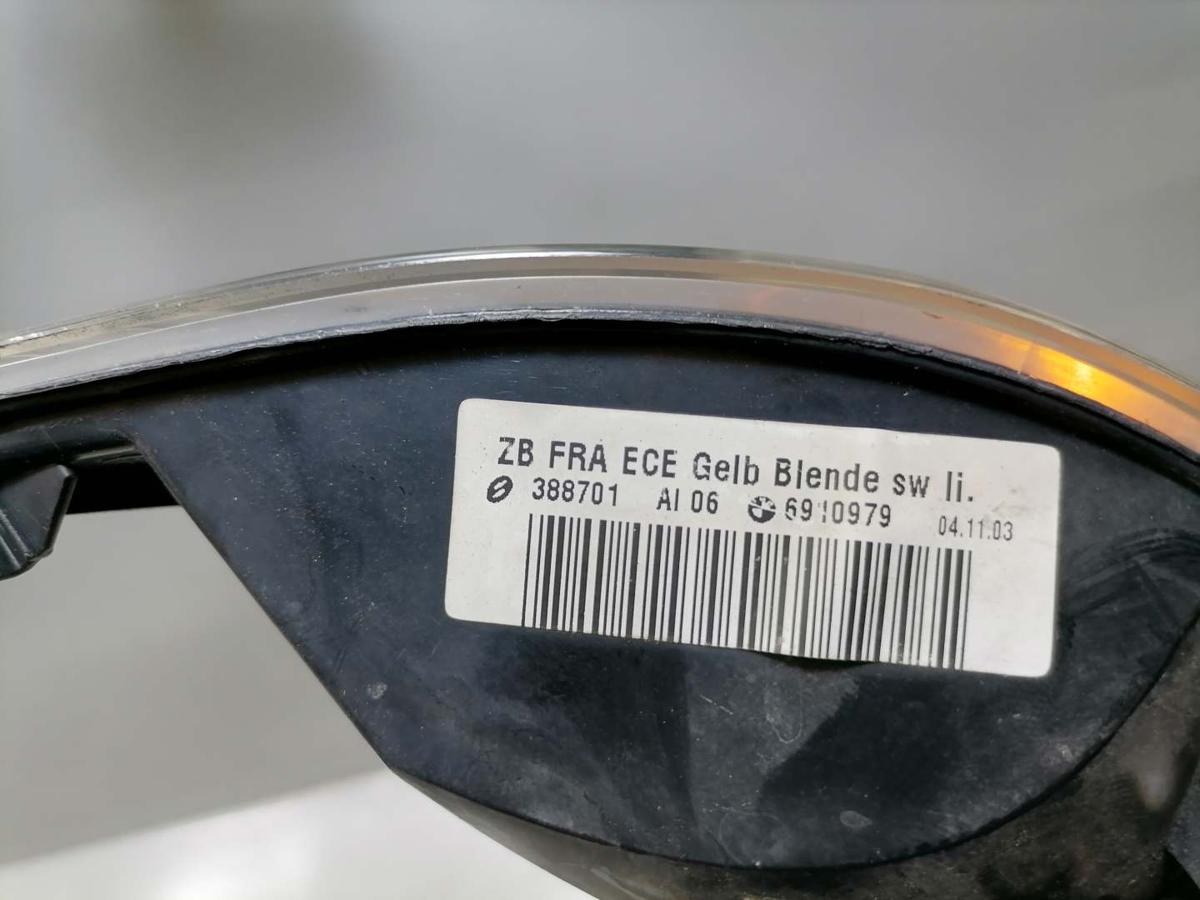 ZB FRA ECE Gelb Blende sw li.
388701 AI 06 6910979 04.11.03